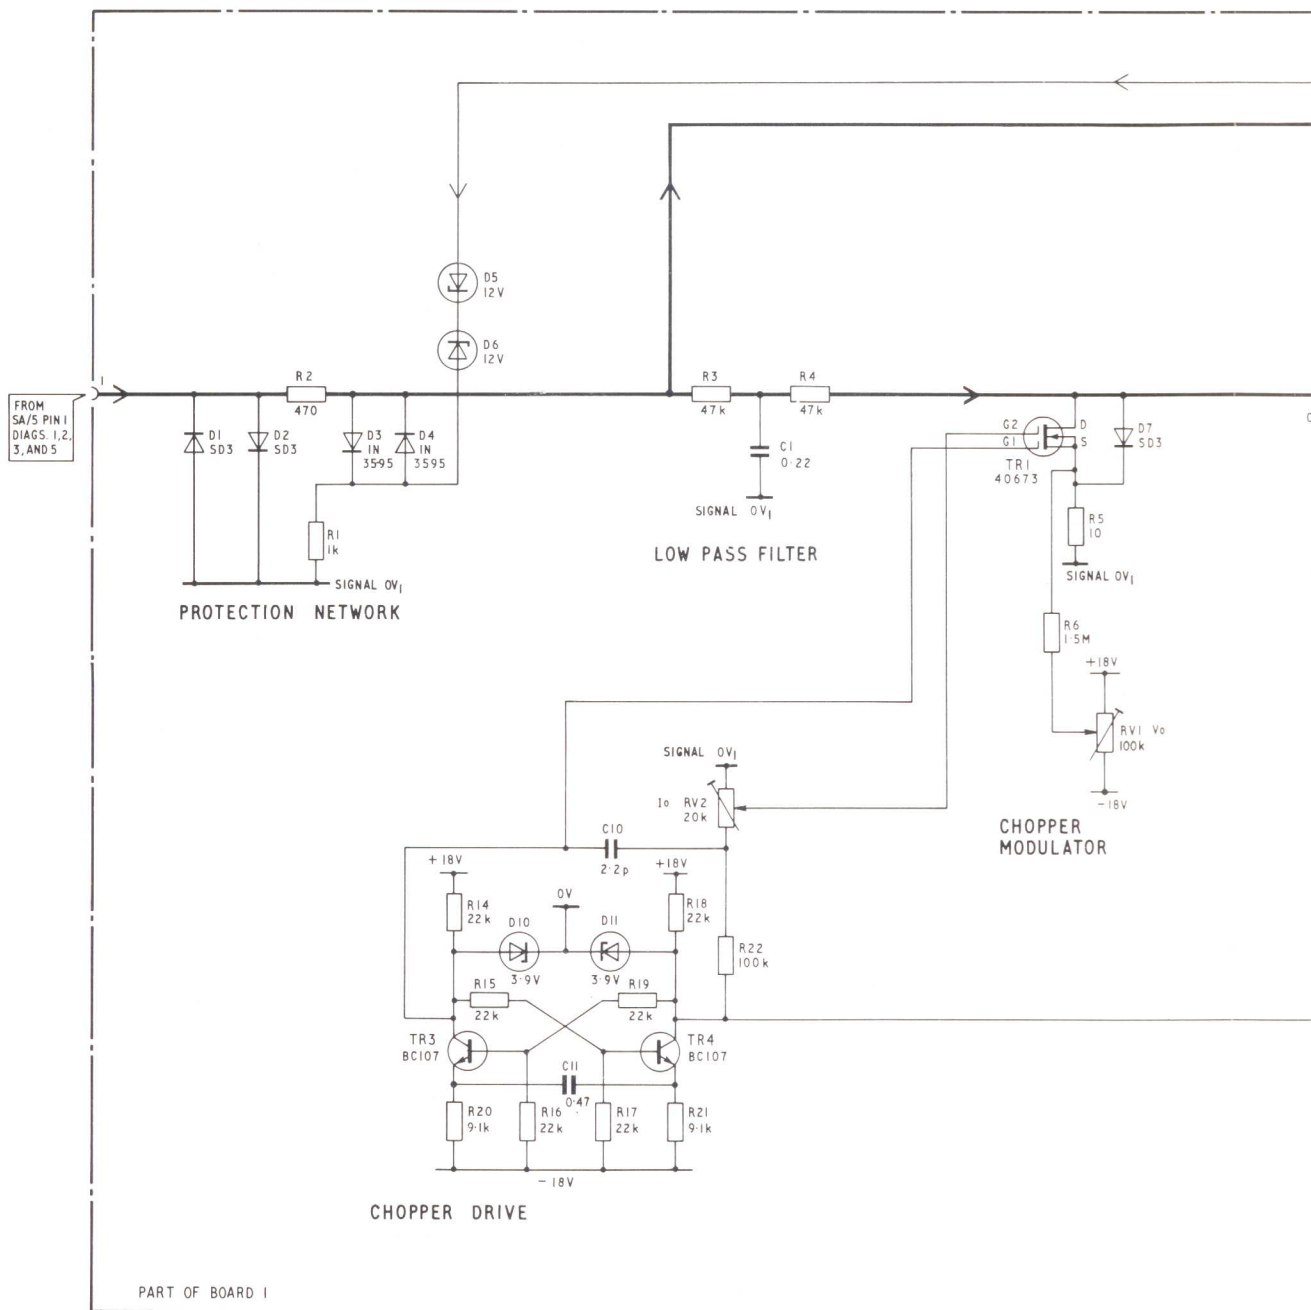 D5
12V
D6
12V
1
FROM
SA/5 PIN 1
DIAGS. 1,2,
3, AND 5
R2
470
D1
SD3
D2
SD3
D3
IN
3595
D4
IN
3595
R1
1k
SIGNAL 0V1
PROTECTION NETWORK
R3
47k
R4
47k
C1
0·22
SIGNAL 0V1
LOW PASS FILTER
G2
G1
D
S
TR1
40673
D7
SD3
R5
10
SIGNAL 0V1
R6
1·5M
+18V
RV1 Vo
100k
-18V
CHOPPER
MODULATOR
SIGNAL 0V1
Io RV2
20k
C10
2·2p
+18V
+18V
R14
22k
0V
R18
22k
D10
3·9V
D11
3·9V
R22
100k
R15
22k
R19
22k
TR3
BC107
TR4
BC107
C11
0·47
R20
9·1k
R16
22k
R17
22k
R21
9·1k
-18V
CHOPPER DRIVE
PART OF BOARD 1